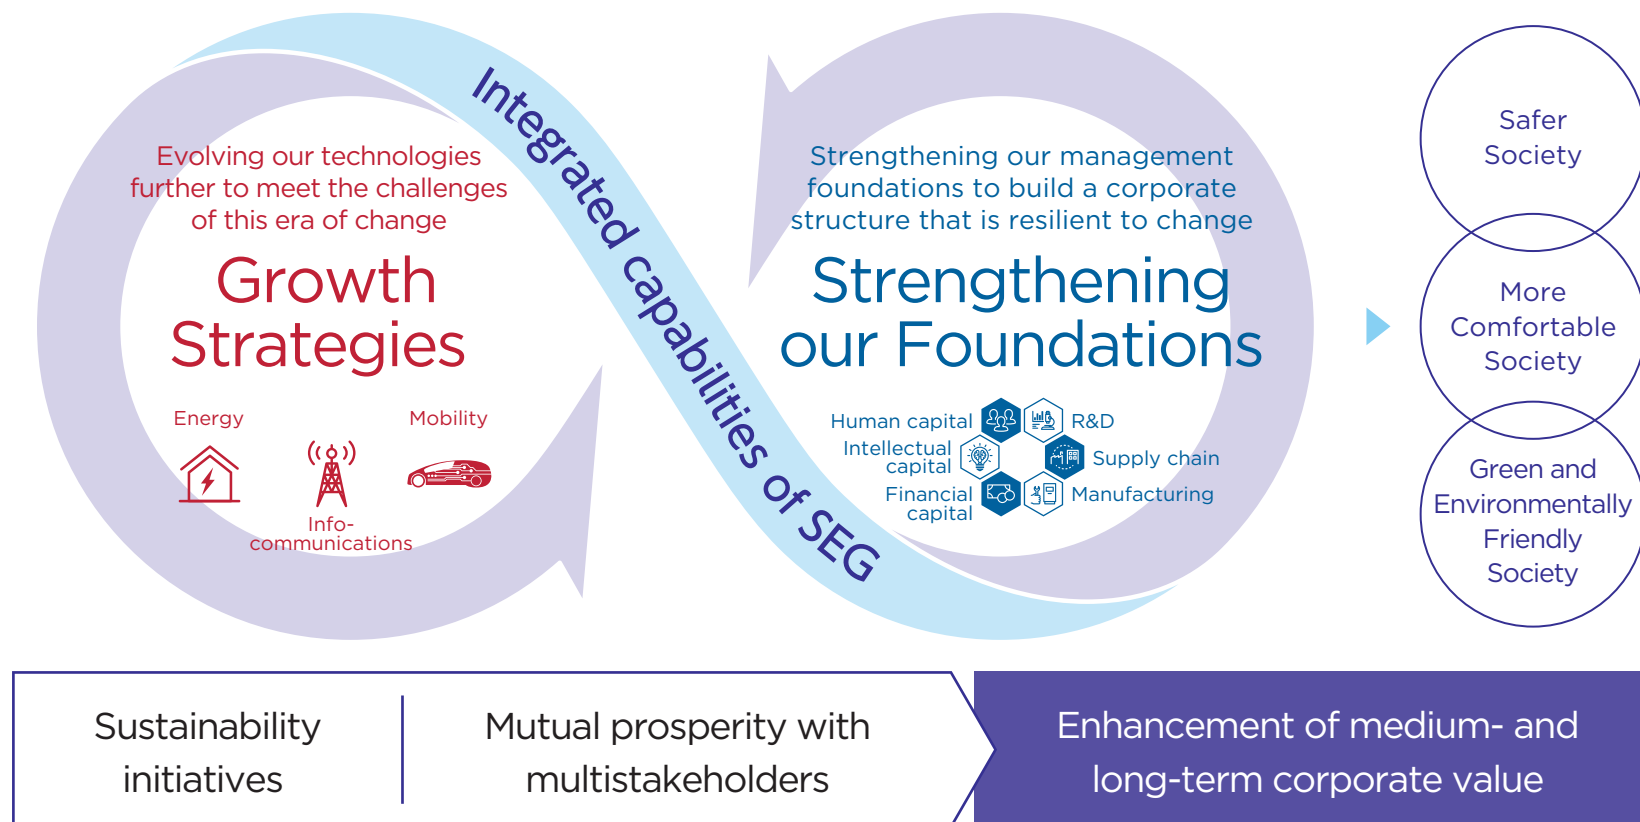 Evolving our technologies
further to meet the challenges
of this era of change
Growth
Strategies
Energy
Mobility
Info-
communications
Integrated capabilities of SEG
Strengthening our management
foundations to build a corporate
structure that is resilient to change
Strengthening
our Foundations
Human capital
R&D
Intellectual
capital
Supply chain
Financial
capital
Manufacturing
Safer
Society
More
Comfortable
Society
Green and
Environmentally
Friendly
Society
Sustainability
initiatives
Mutual prosperity with
multistakeholders
Enhancement of medium- and
long-term corporate value